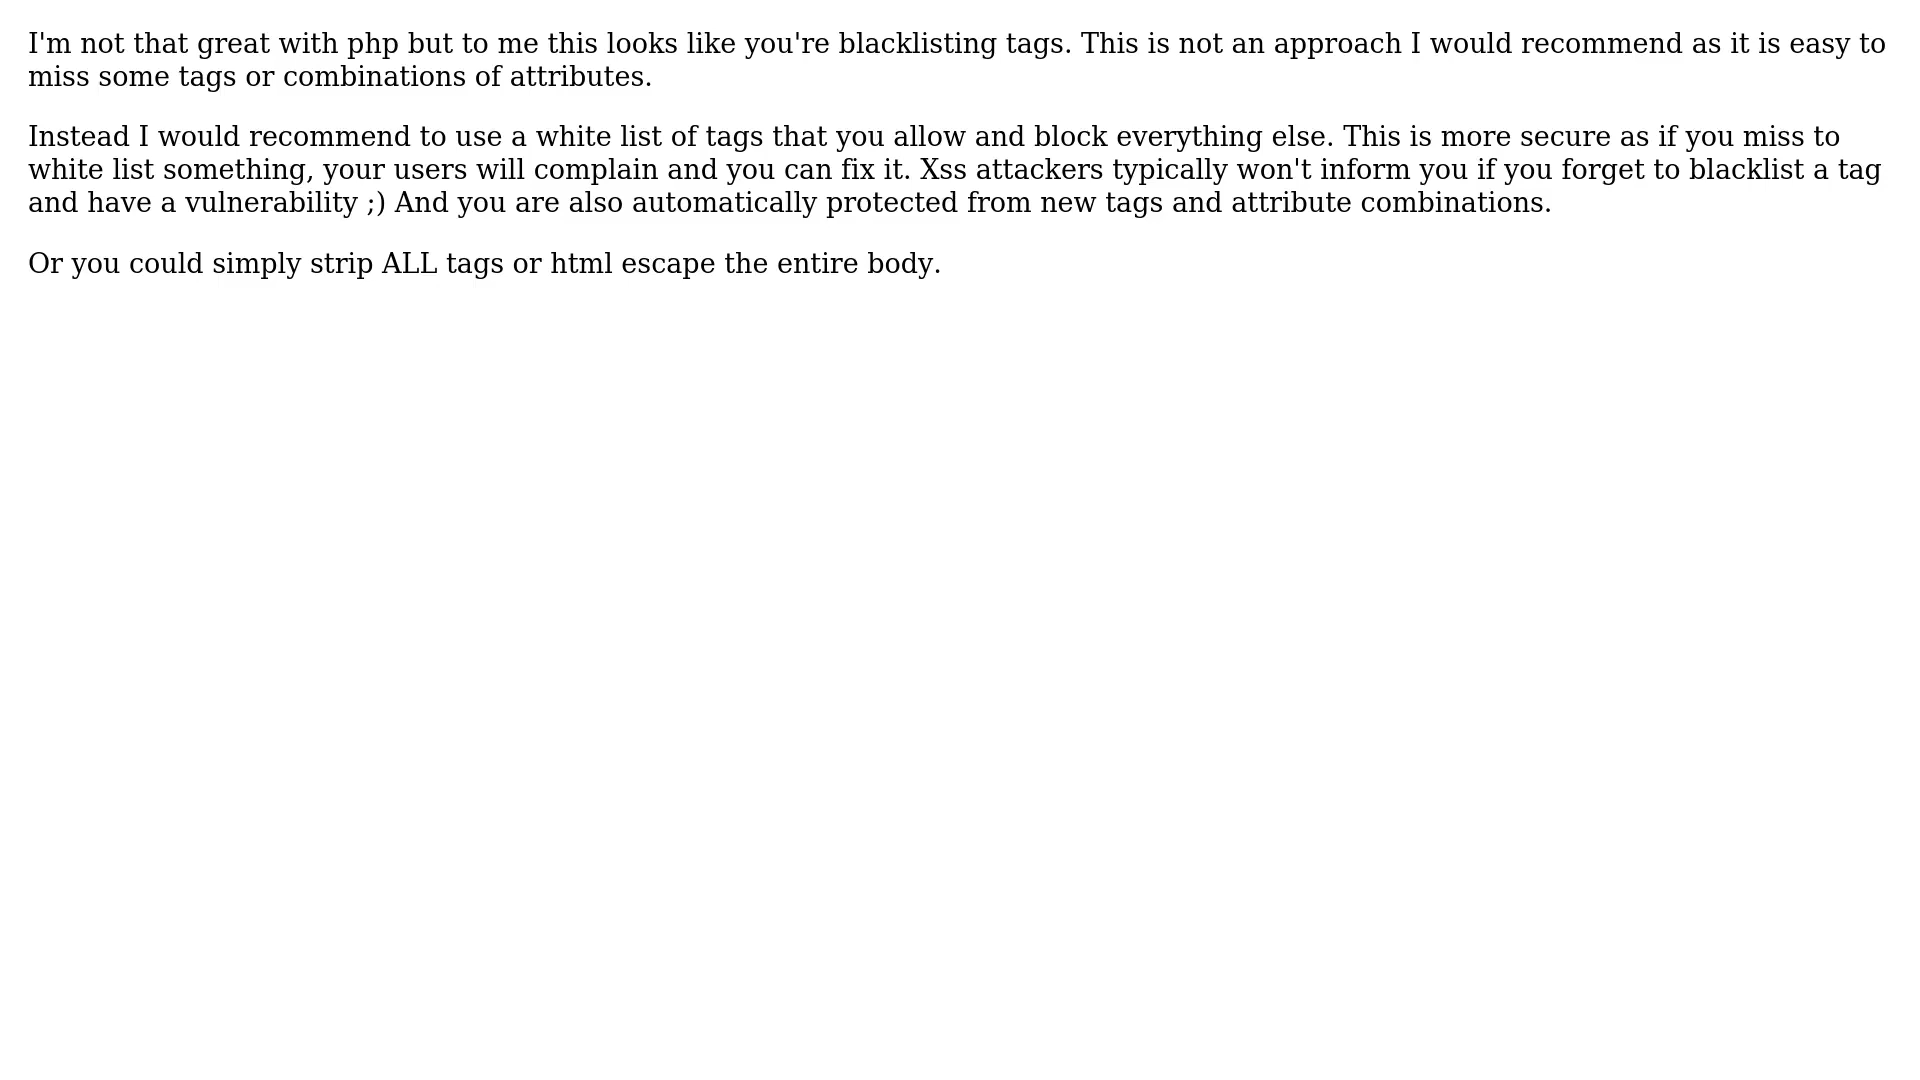 I'm not that great with php but to me this looks like you're blacklisting tags. This is not an approach I would recommend as it is easy to
miss some tags or combinations of attributes.
Instead I would recommend to use a white list of tags that you allow and block everything else. This is more secure as if you miss to
white list something, your users will complain and you can fix it. Xss attackers typically won't inform you if you forget to blacklist a tag
and have a vulnerability ;) And you are also automatically protected from new tags and attribute combinations.
Or you could simply strip ALL tags or html escape the entire body.